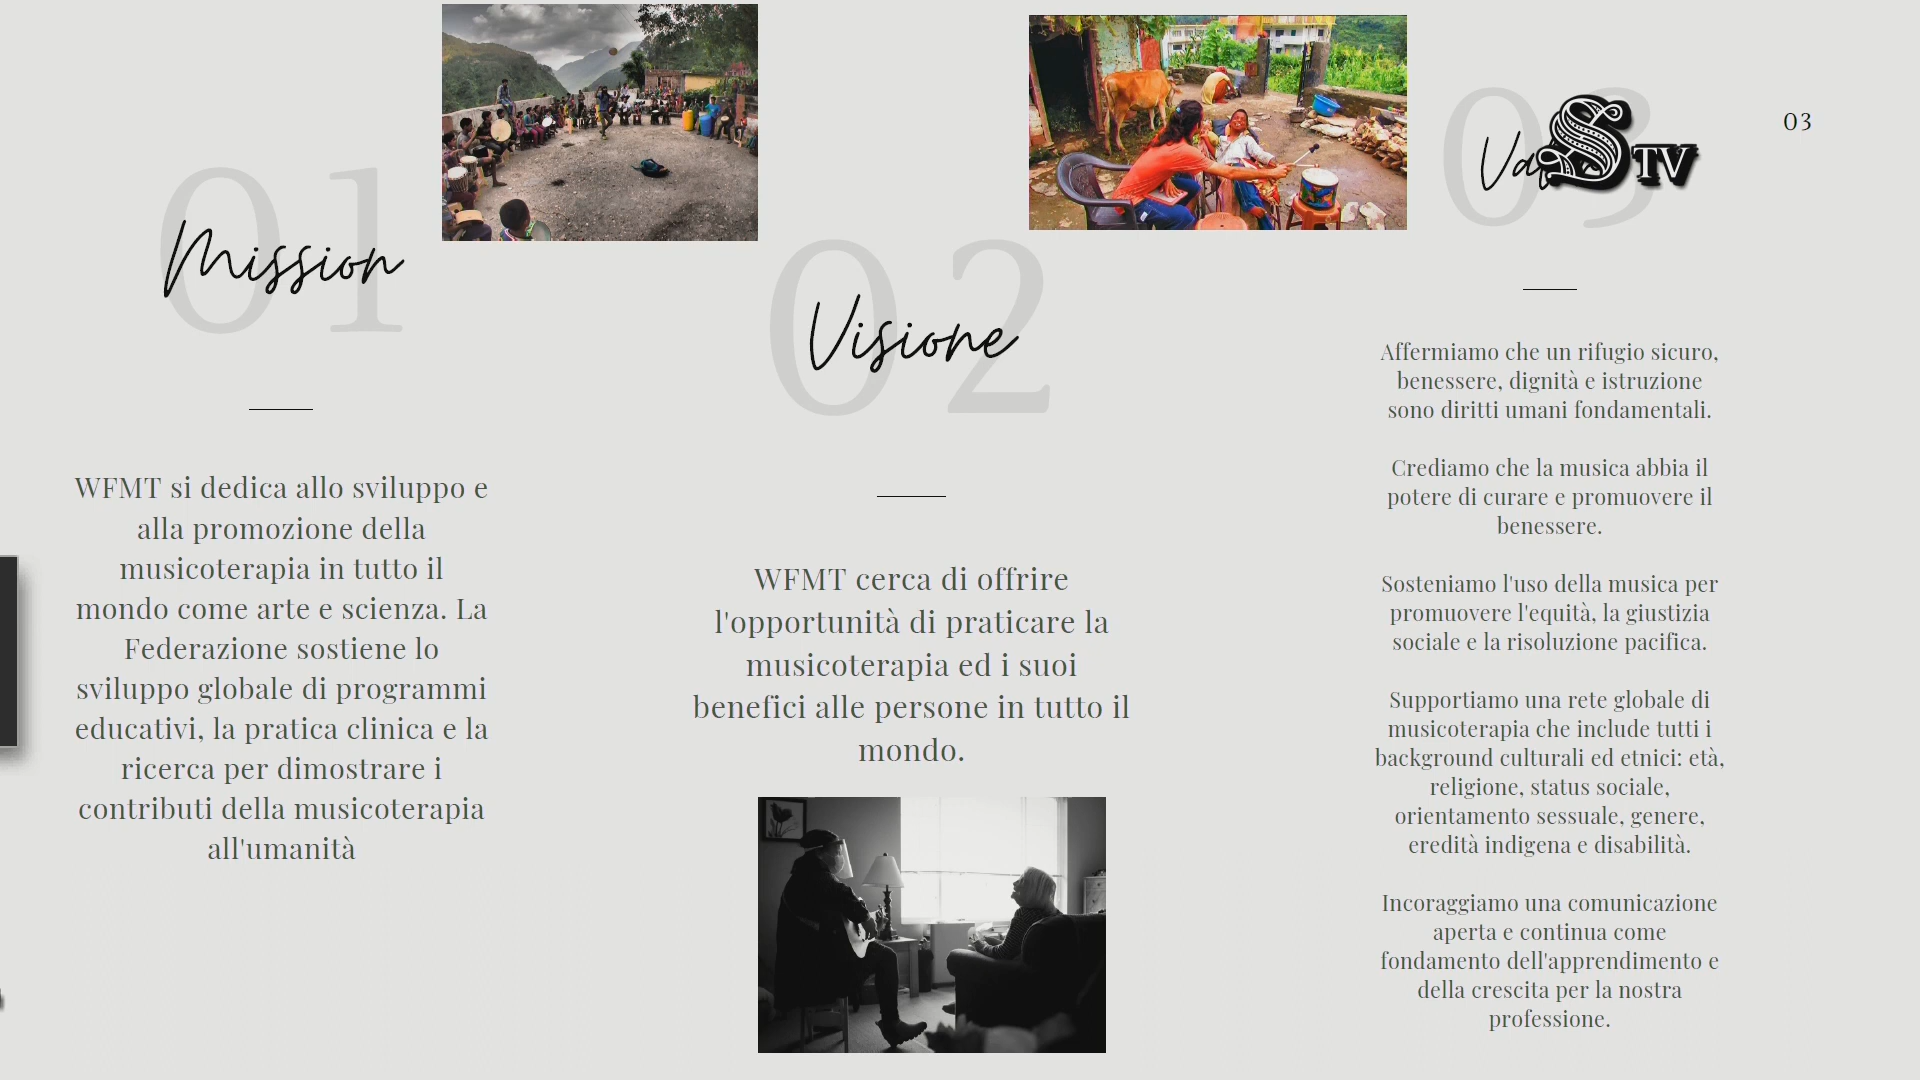 03
01
Mission
WFMT si dedica allo sviluppo e
alla promozione della
musicoterapia in tutto il
mondo come arte e scienza. La
Federazione sostiene lo
sviluppo globale di programmi
educativi, la pratica clinica e la
ricerca per dimostrare i
contributi della musicoterapia
all'umanità
02
Visione
WFMT cerca di offrire
l'opportunità di praticare la
musicoterapia ed i suoi
benefici alle persone in tutto il
mondo.
03
S TV
Affermiamo che un rifugio sicuro,
benessere, dignità e istruzione
sono diritti umani fondamentali.
Crediamo che la musica abbia il
potere di curare e promuovere il
benessere.
Sosteniamo l'uso della musica per
promuovere l'equità, la giustizia
sociale e la risoluzione pacifica.
Supportiamo una rete globale di
musicoterapia che include tutti i
background culturali ed etnici: età,
religione, status sociale,
orientamento sessuale, genere,
eredità indigena e disabilità.
Incoraggiamo una comunicazione
aperta e continua come
fondamento dell'apprendimento e
della crescita per la nostra
professione.